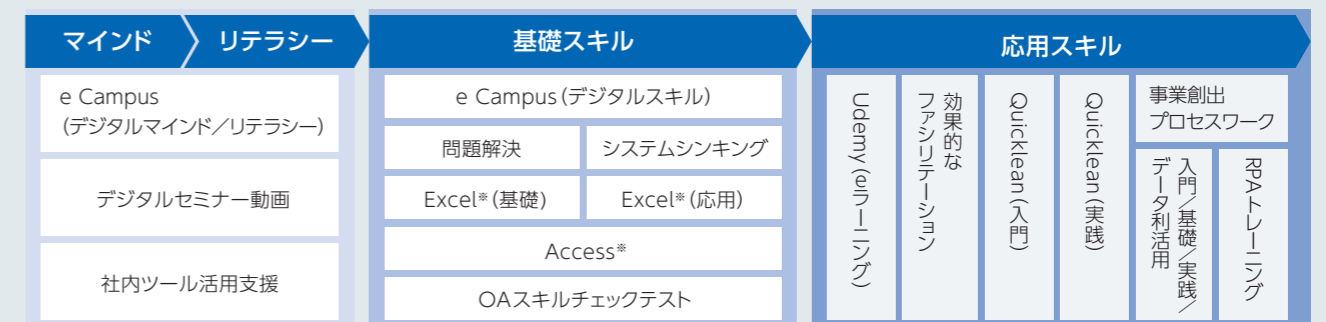 マインド
リテラシー
e Campus
(デジタルマインド／リテラシー)
デジタルセミナー動画
社内ツール活用支援
基礎スキル
e Campus(デジタルスキル)
問題解決
システムシンキング
Excel※(基礎)
Excel※(応用)
Access※
OAスキルチェックテスト
応用スキル
Udemy(eラーニング)
効果的な
ファシリテーション
Quicklean(入門)
Quicklean(実践)
事業創出
プロセスワーク
入門／基礎／実践／
データ利活用
RPAトレーニング